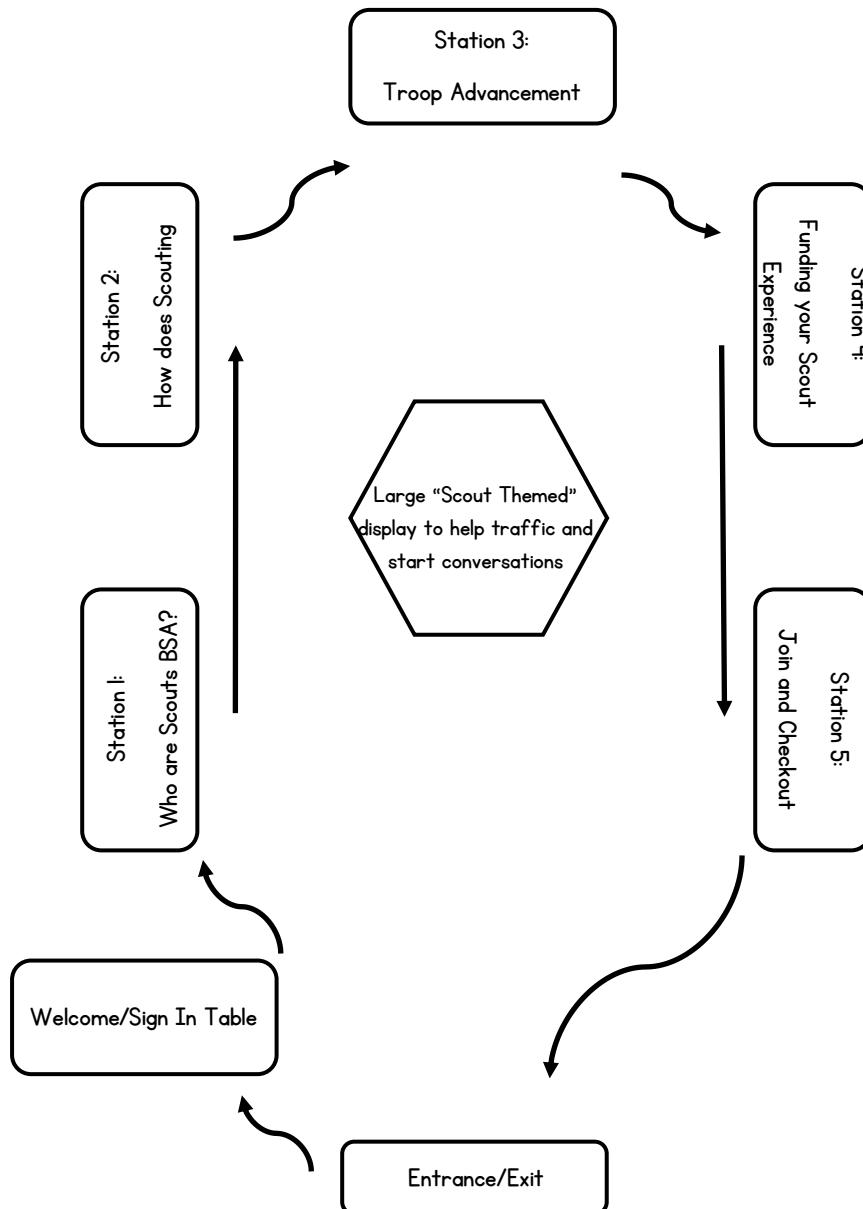 Station 3:
Troop Advancement
Station 2:
How does Scouting
Station 4:
Funding your Scout
Experience
Large “Scout Themed”
display to help traffic and
start conversations
Station 1:
Who are Scouts BSA?
Station 5:
Join and Checkout
Welcome/Sign In Table
Entrance/Exit